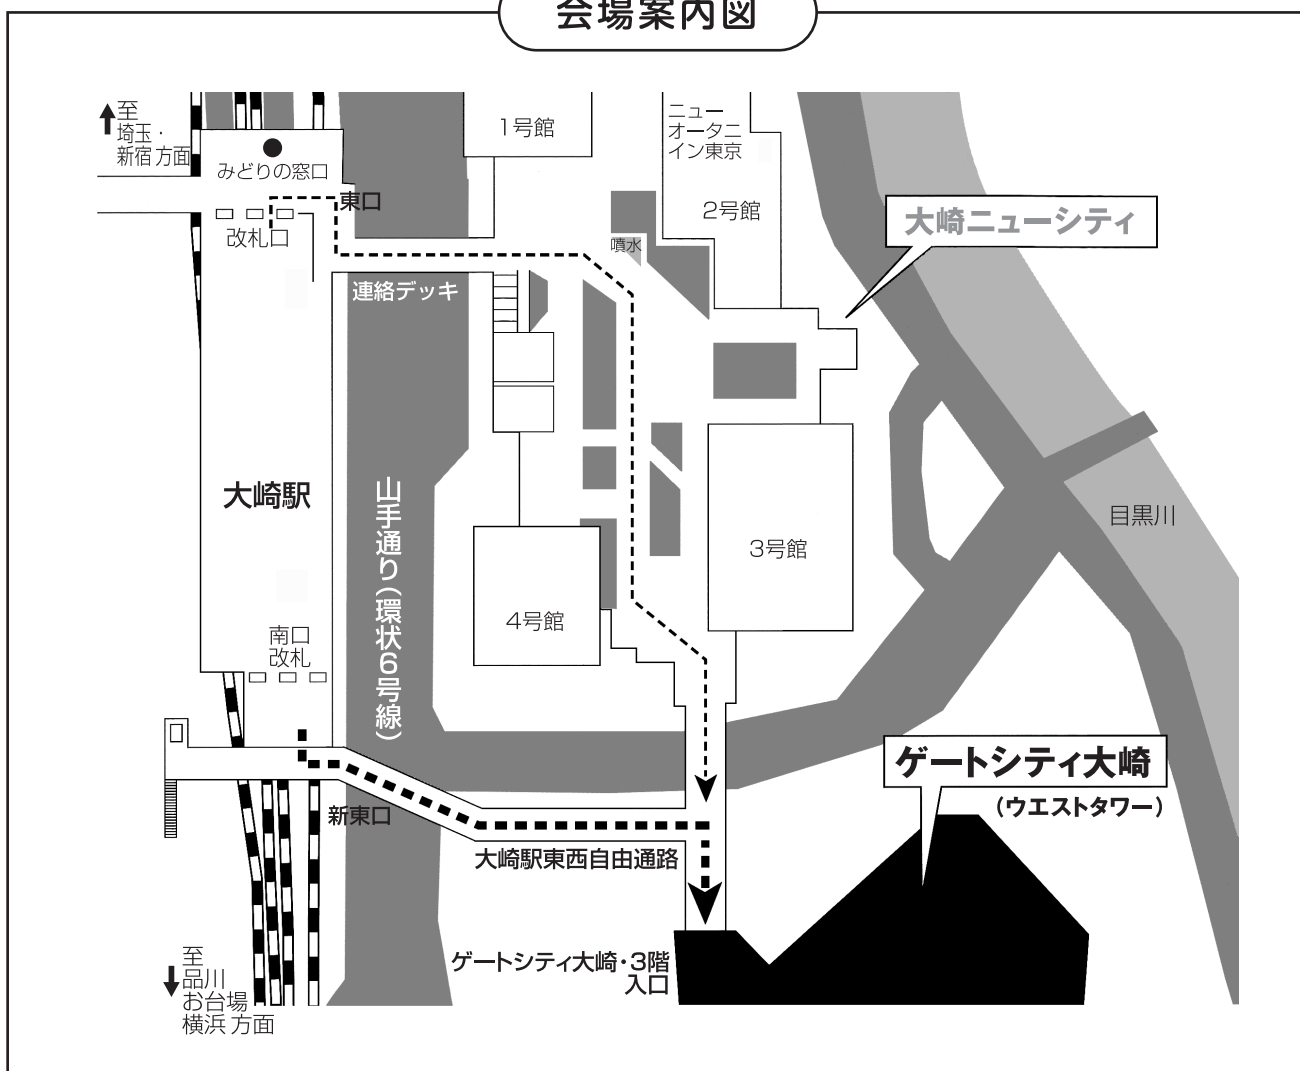 会場案内図
至
埼玉・
新宿方面
みどりの窓口
東口
改札口
1号館
ニュー
オータニ
イン東京
2号館
噴水
大崎ニューシティ
連絡デッキ
大崎駅
山手通り(環状6号線)
目黒川
3号館
4号館
南口
改札
ゲートシティ大崎
(ウエストタワー)
新東口
大崎駅東西自由通路
ゲートシティ大崎・3階
入口
至
品川
お台場
横浜 方面